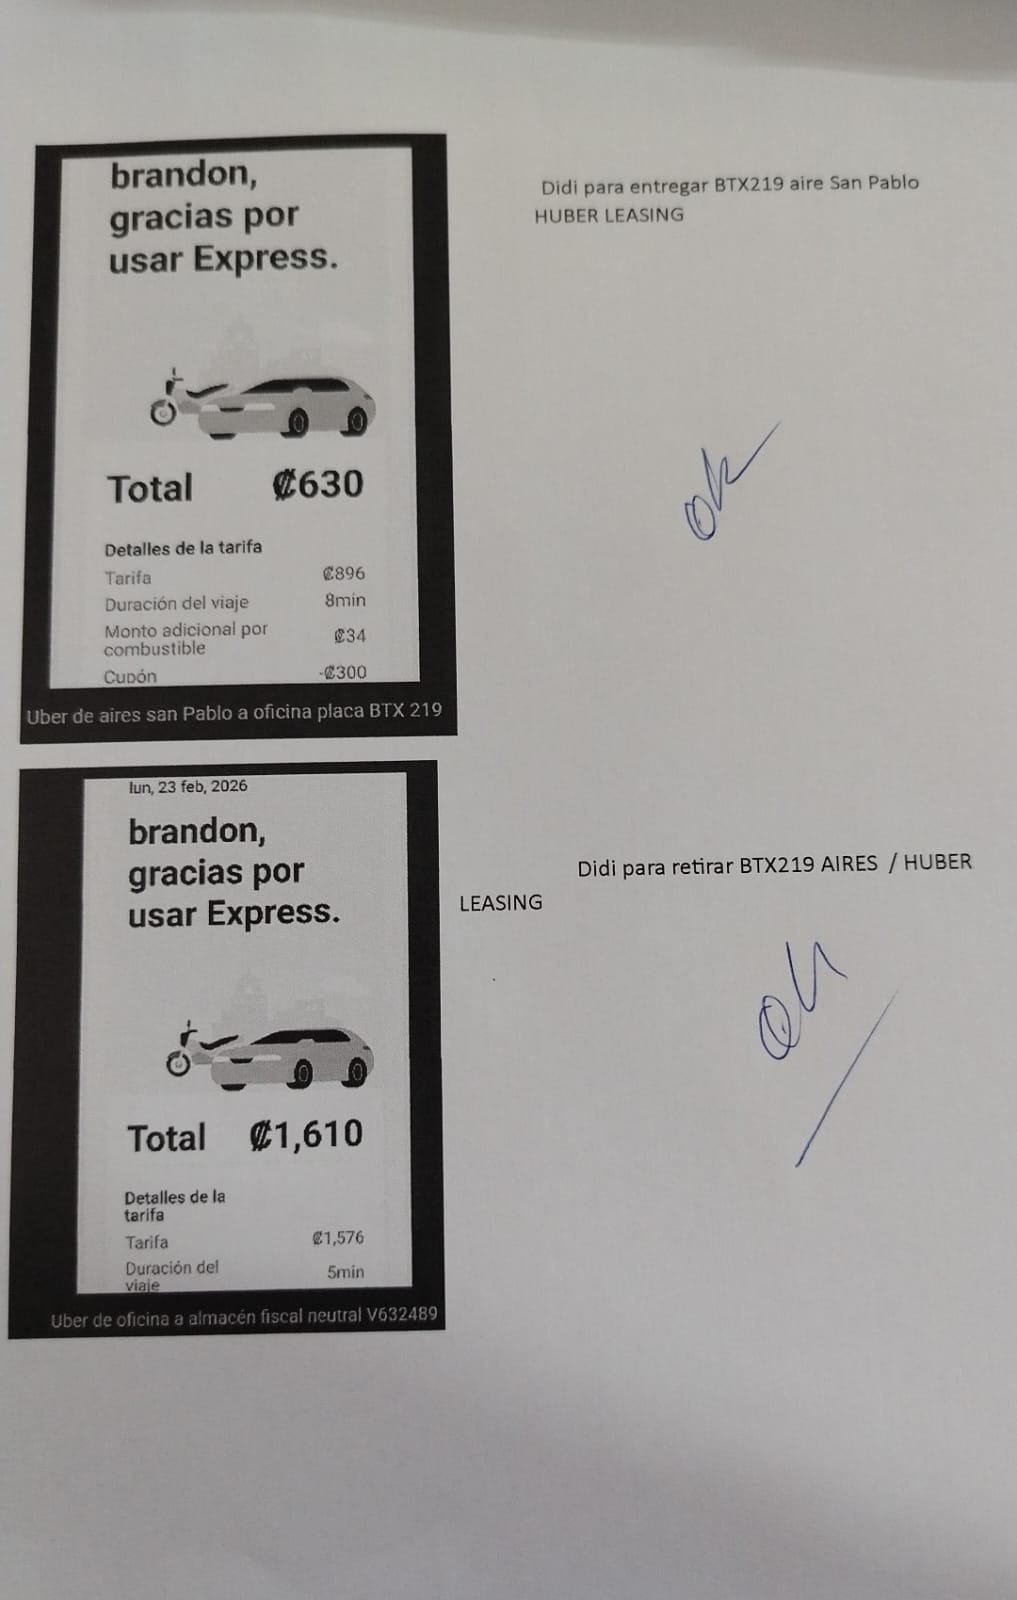 brandon,
gracias por
usar Express.
Total ₡630
Detalles de la tarifa
Tarifa ₡896
Duración del viaje 8min
Monto adicional por
combustible ₡34
Cupón -₡300
Uber de aires san Pablo a oficina placa BTX 219
Didi para entregar BTX219 aire San Pablo
HUBER LEASING
ok
lun, 23 feb, 2026
brandon,
gracias por
usar Express.
Total ₡1,610
Detalles de la
tarifa
Tarifa ₡1,576
Duración del
viaje 5min
Uber de oficina a almacén fiscal neutral V632489
Didi para retirar BTX219 AIRES / HUBER
LEASING
ok